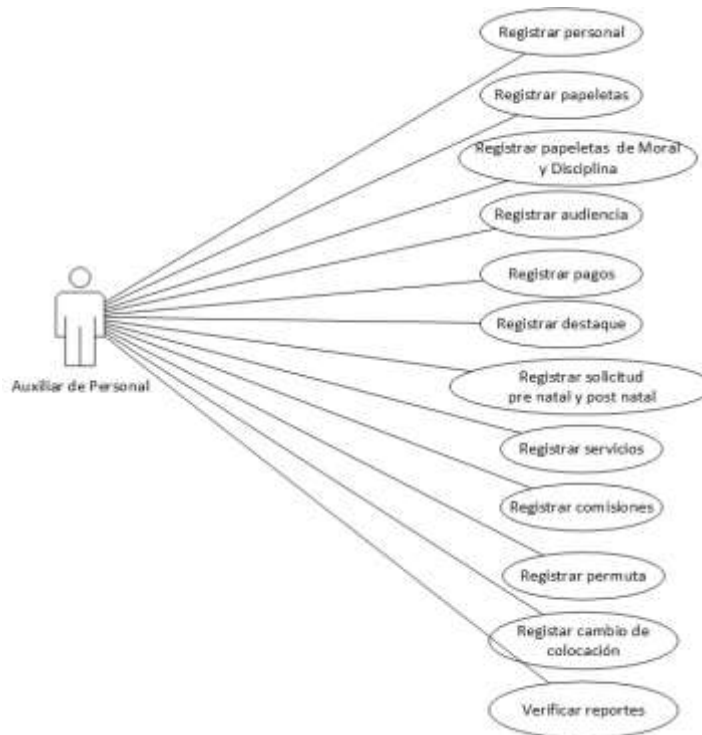 Registrar personal
Registrar papeletas
Registrar papeletas de Moral
y Disciplina
Registrar audiencia
Registrar pagos
Registrar destaque
Auxiliar de Personal
Registrar solicitud
pre natal y post natal
Registrar servicios
Registrar comisiones
Registrar permuta
Registar cambio de
colocación
Verificar reportes